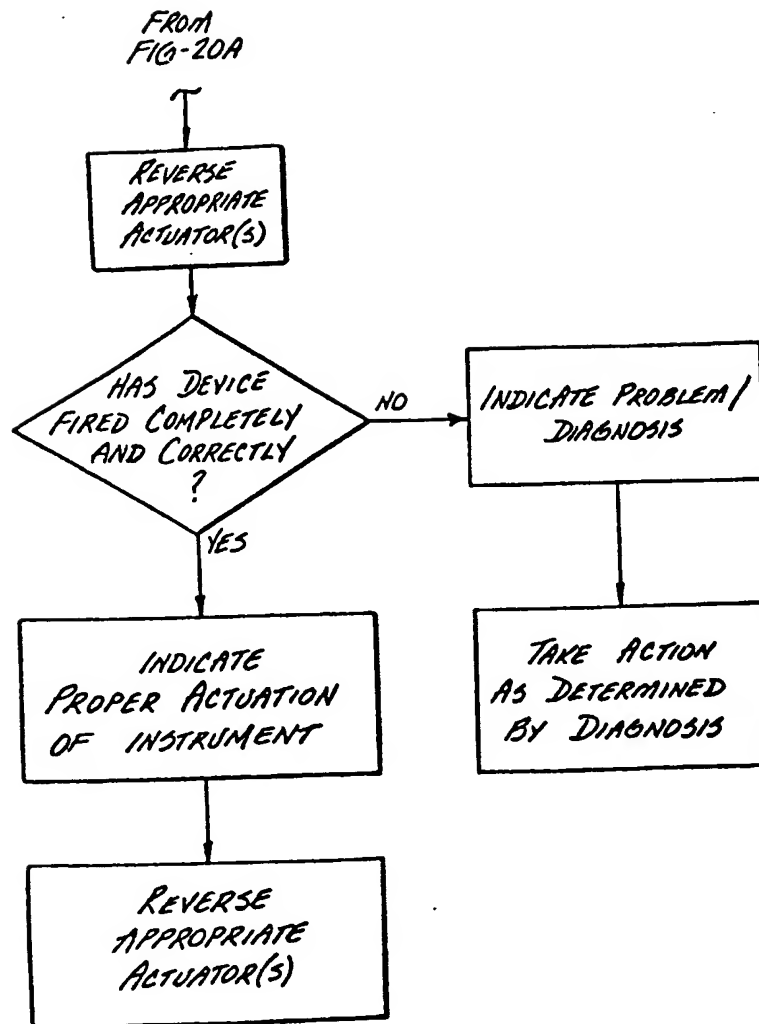 FROM
FIG-20A
REVERSE
APPROPRIATE
ACTUATOR(S)
HAS DEVICE
FIRED COMPLETELY
AND CORRECTLY
?
NO
INDICATE PROBLEM/
DIAGNOSIS
YES
INDICATE
PROPER ACTUATION
OF INSTRUMENT
TAKE ACTION
AS DETERMINED
BY DIAGNOSIS
REVERSE
APPROPRIATE
ACTUATOR(S)